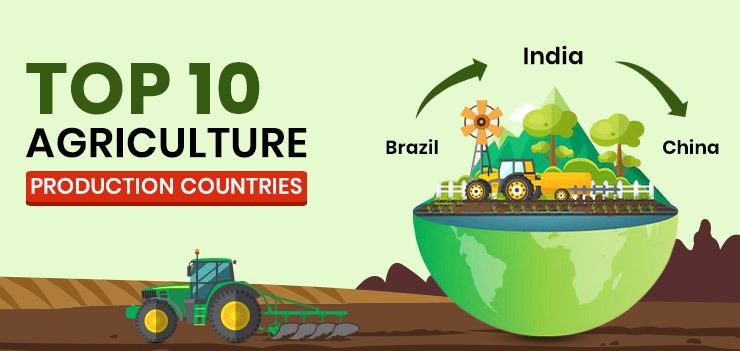 TOP 10
AGRICULTURE
PRODUCTION COUNTRIES
Brazil
India
China